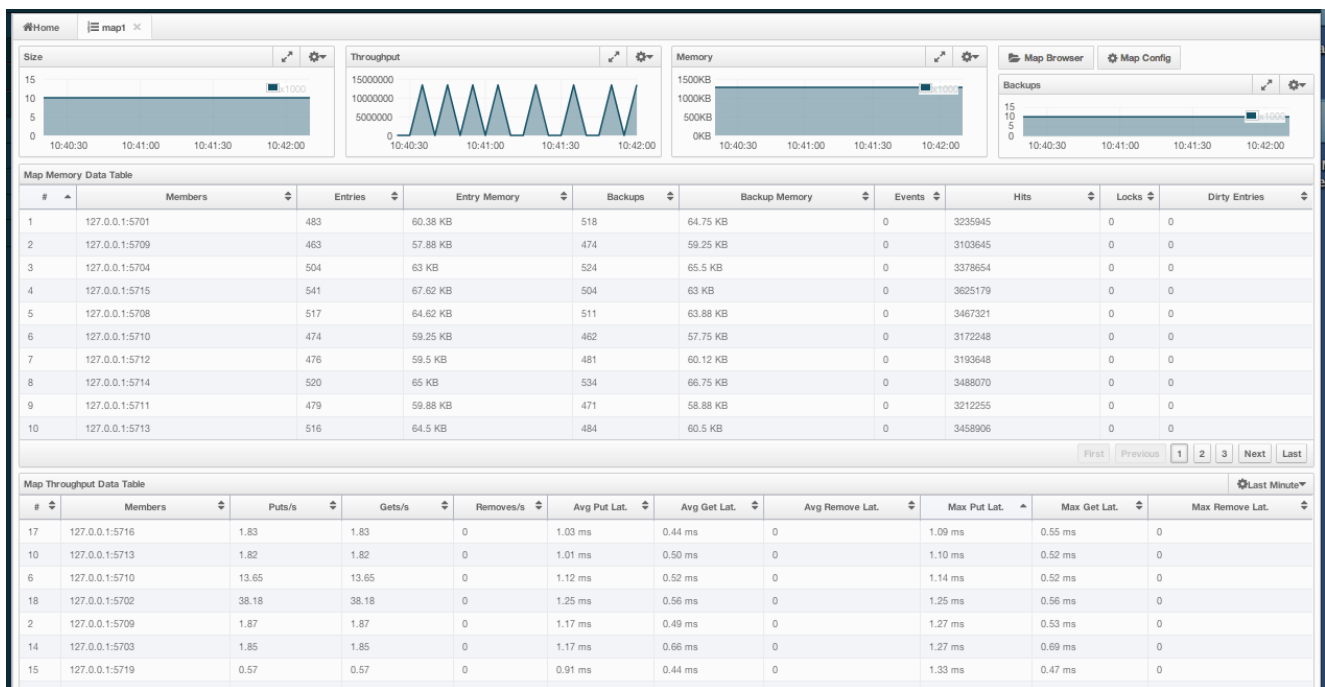 Home map1
Size
15
10
5
0
x1000
10:40:30 10:41:00 10:41:30 10:42:00
Throughput
15000000
10000000
5000000
0
10:40:30 10:41:00 10:41:30 10:42:00
Memory
1500KB
1000KB
500KB
0KB
x1000
10:40:30 10:41:00 10:41:30 10:42:00
Map Browser Map Config
Backups
15
10
5
0
x1000
10:40:30 10:41:00 10:41:30 10:42:00
Map Memory Data Table
# Members Entries Entry Memory Backups Backup Memory Events Hits Locks Dirty Entries
1 127.0.0.1:5701 483 60.38 KB 518 64.75 KB 0 3235945 0 0
2 127.0.0.1:5709 463 57.88 KB 474 59.25 KB 0 3103645 0 0
3 127.0.0.1:5704 504 63 KB 524 65.5 KB 0 3378654 0 0
4 127.0.0.1:5715 541 67.62 KB 504 63 KB 0 3625179 0 0
5 127.0.0.1:5708 517 64.62 KB 511 63.88 KB 0 3467321 0 0
6 127.0.0.1:5710 474 59.25 KB 462 57.75 KB 0 3172248 0 0
7 127.0.0.1:5712 476 59.5 KB 481 60.12 KB 0 3193648 0 0
8 127.0.0.1:5714 520 65 KB 534 66.75 KB 0 3488070 0 0
9 127.0.0.1:5711 479 59.88 KB 471 58.88 KB 0 3212255 0 0
10 127.0.0.1:5713 516 64.5 KB 484 60.5 KB 0 3458906 0 0
First Previous 1 2 3 Next Last
Map Throughput Data Table Last Minute
# Members Puts/s Gets/s Removes/s Avg Put Lat. Avg Get Lat. Avg Remove Lat. Max Put Lat. Max Get Lat. Max Remove Lat.
17 127.0.0.1:5716 1.83 1.83 0 1.03 ms 0.44 ms 0 1.09 ms 0.55 ms 0
10 127.0.0.1:5713 1.82 1.82 0 1.01 ms 0.50 ms 0 1.10 ms 0.52 ms 0
6 127.0.0.1:5710 13.65 13.65 0 1.12 ms 0.52 ms 0 1.14 ms 0.52 ms 0
18 127.0.0.1:5702 38.18 38.18 0 1.25 ms 0.56 ms 0 1.25 ms 0.56 ms 0
2 127.0.0.1:5709 1.87 1.87 0 1.17 ms 0.49 ms 0 1.27 ms 0.53 ms 0
14 127.0.0.1:5703 1.85 1.85 0 1.17 ms 0.66 ms 0 1.27 ms 0.69 ms 0
15 127.0.0.1:5719 0.57 0.57 0 0.91 ms 0.44 ms 0 1.33 ms 0.47 ms 0